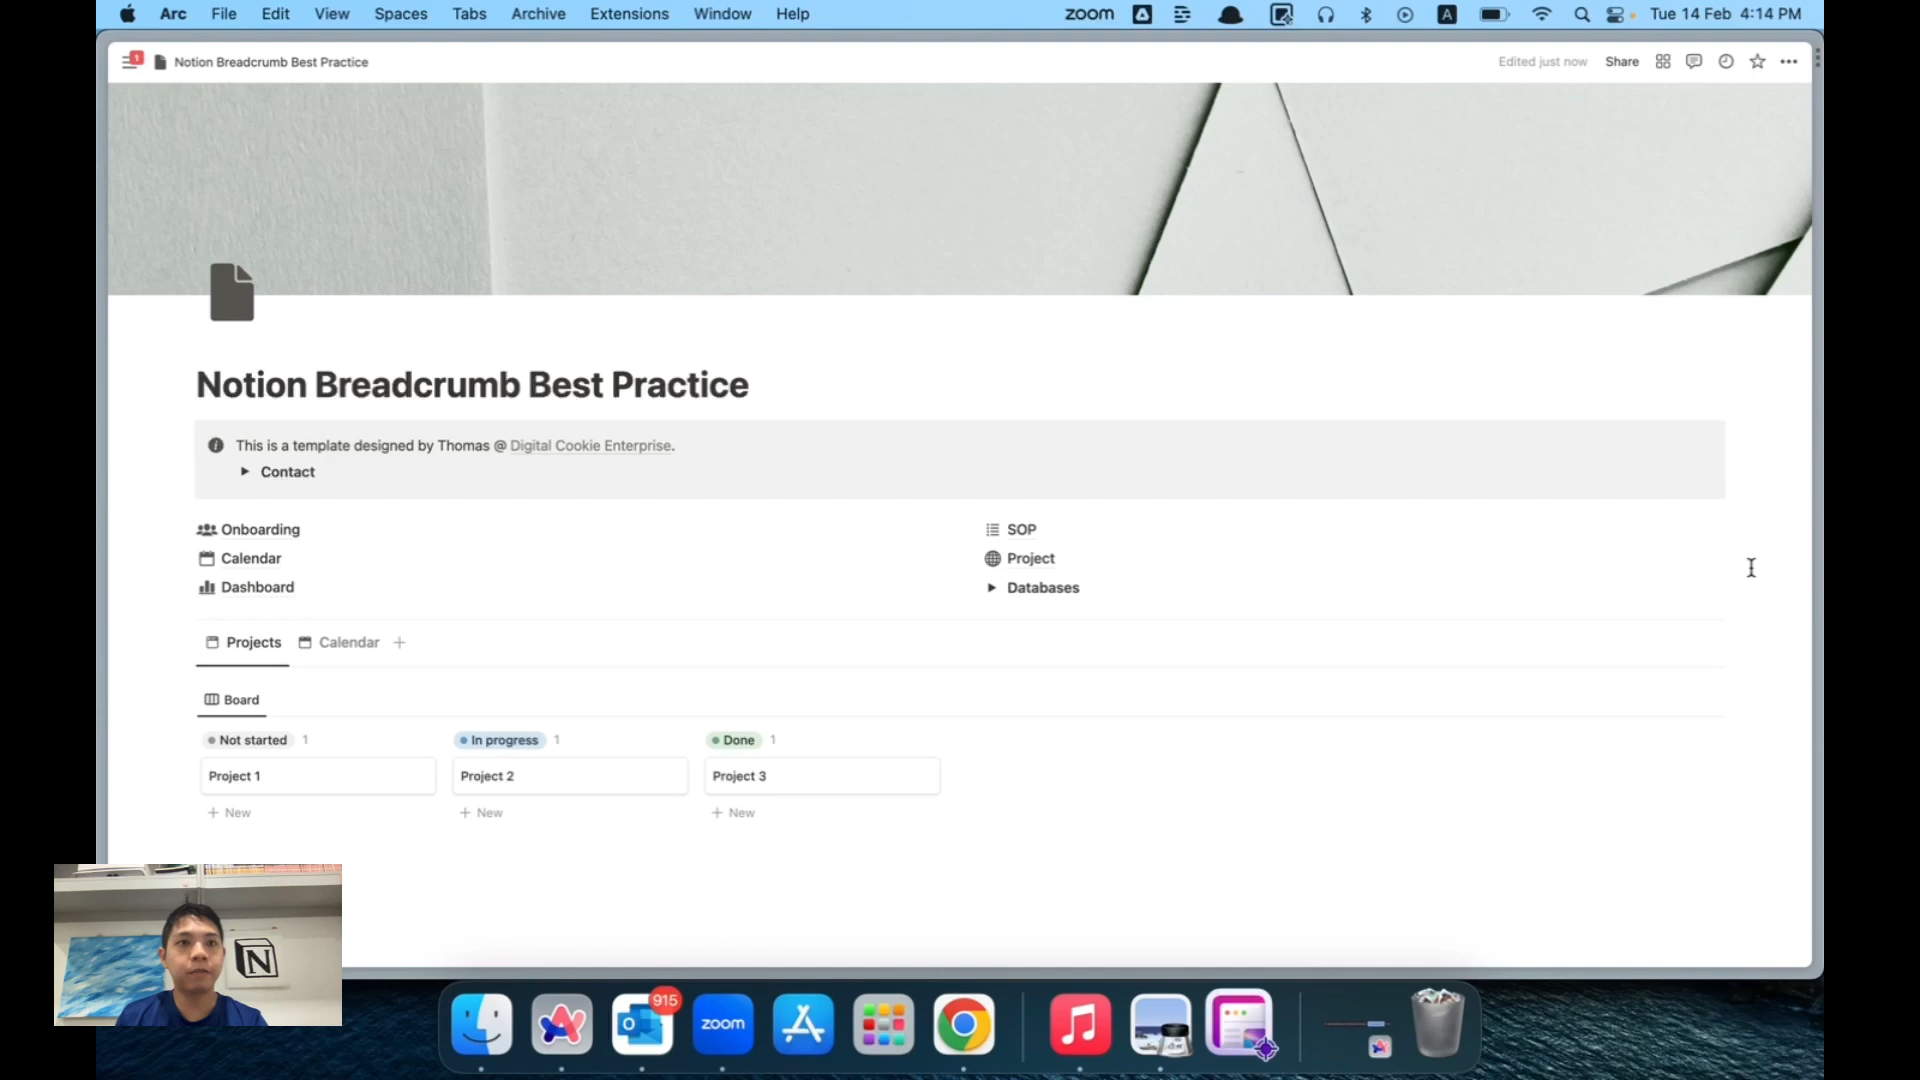 Arc File Edit View Spaces Tabs Archive Extensions Window Help zoom A Tue 14 Feb 4:14 PM
1 Notion Breadcrumb Best Practice Edited just now Share
Notion Breadcrumb Best Practice
This is a template designed by Thomas @ Digital Cookie Enterprise.
Contact
Onboarding
Calendar
Dashboard
SOP
Project
Databases
Projects Calendar
Board
Not started 1 In progress 1 Done 1
Project 1 Project 2 Project 3
New New New
N
915
zoom